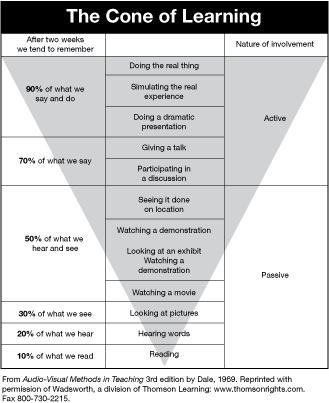 The Cone of Learning
After two weeks
we tend to remember
Nature of involvement
90% of what we
say and do
Doing the real thing
Simulating the real
experience
Doing a dramatic
presentation
Active
70% of what we say
Giving a talk
Participating in
a discussion
50% of what we
hear and see
Seeing it done
on location
Watching a demonstration
Looking at an exhibit
Watching a
demonstration
Watching a movie
Passive
30% of what we see
Looking at pictures
20% of what we hear
Hearing words
10% of what we read
Reading
From Audio-Visual Methods in Teaching 3rd edition by Dale, 1969. Reprinted with
permission of Wadsworth, a division of Thomson Learning: www.thomsonrights.com.
Fax 800-730-2215.